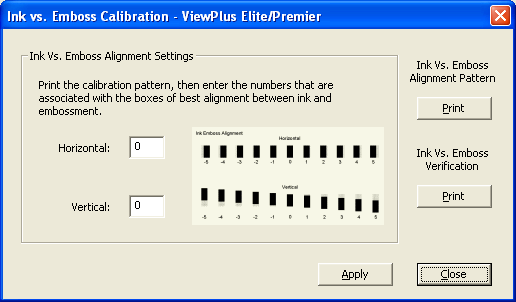 Ink vs. Emboss Calibration - ViewPlus Elite/Premier
Ink Vs. Emboss Alignment Settings
Print the calibration pattern, then enter the numbers that are
associated with the boxes of best alignment between ink and
embossment.
Horizontal: 0
Vertical: 0
Ink Emboss Alignment
Horizontal
-5 -4 -3 -2 -1 0 1 2 3 4 5
Vertical
-5 -4 -3 -2 -1 0 1 2 3 4 5
Ink Vs. Emboss
Alignment Pattern
Print
Ink Vs. Emboss
Verification
Print
Apply
Close